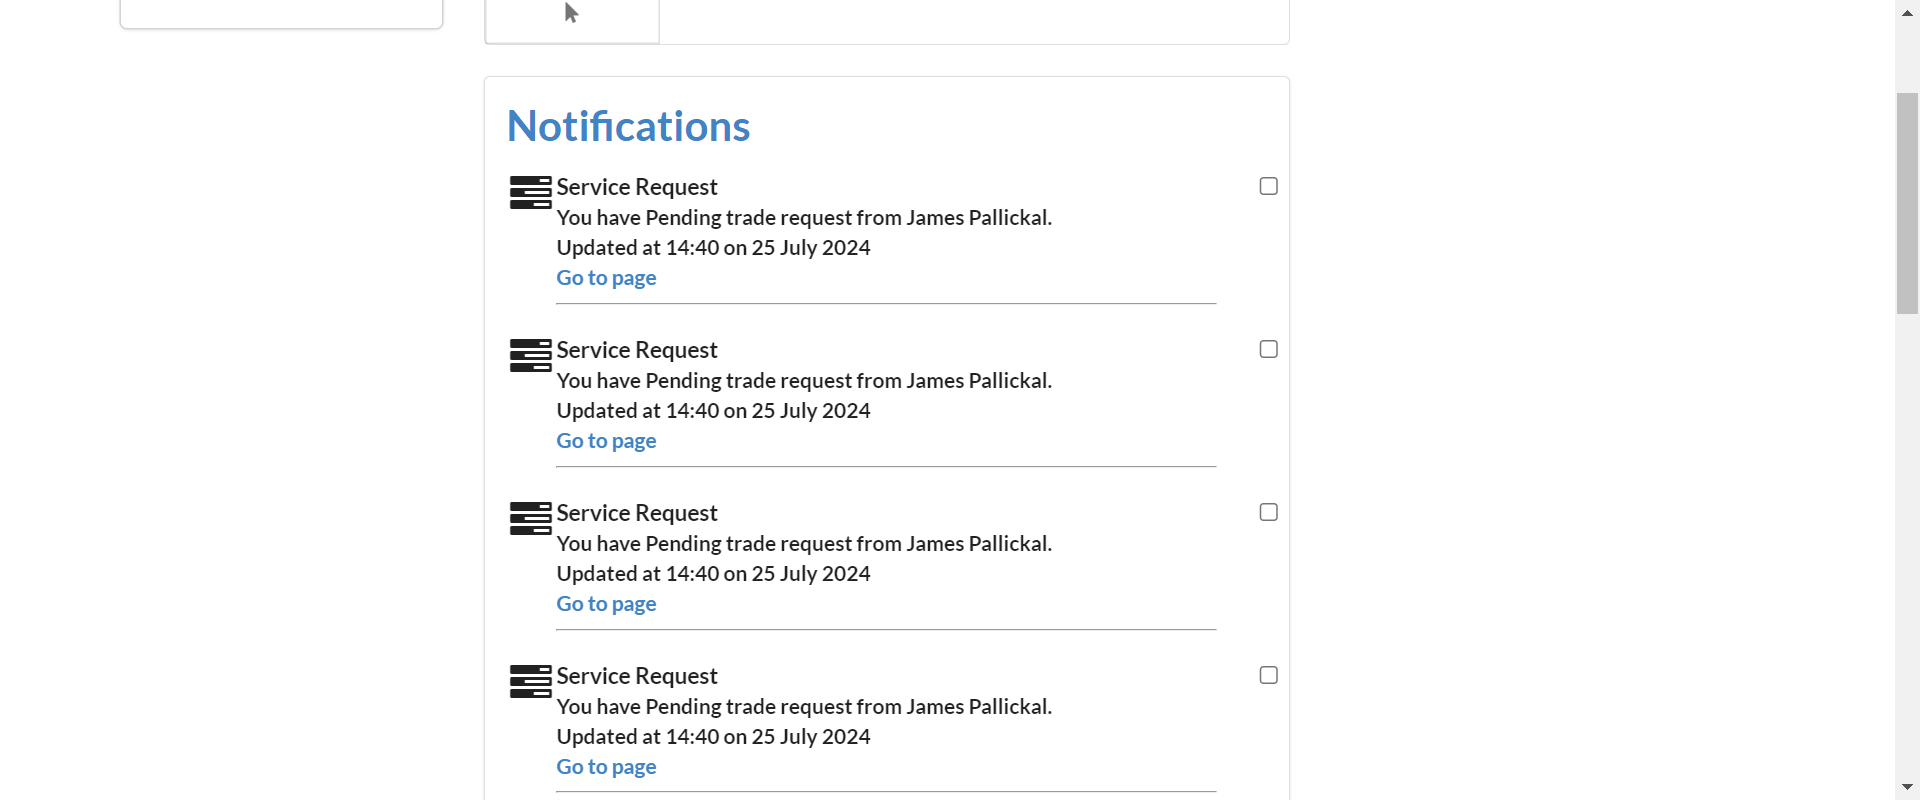 Notifications
Service Request
You have Pending trade request from James Pallickal.
Updated at 14:40 on 25 July 2024
Go to page
Service Request
You have Pending trade request from James Pallickal.
Updated at 14:40 on 25 July 2024
Go to page
Service Request
You have Pending trade request from James Pallickal.
Updated at 14:40 on 25 July 2024
Go to page
Service Request
You have Pending trade request from James Pallickal.
Updated at 14:40 on 25 July 2024
Go to page